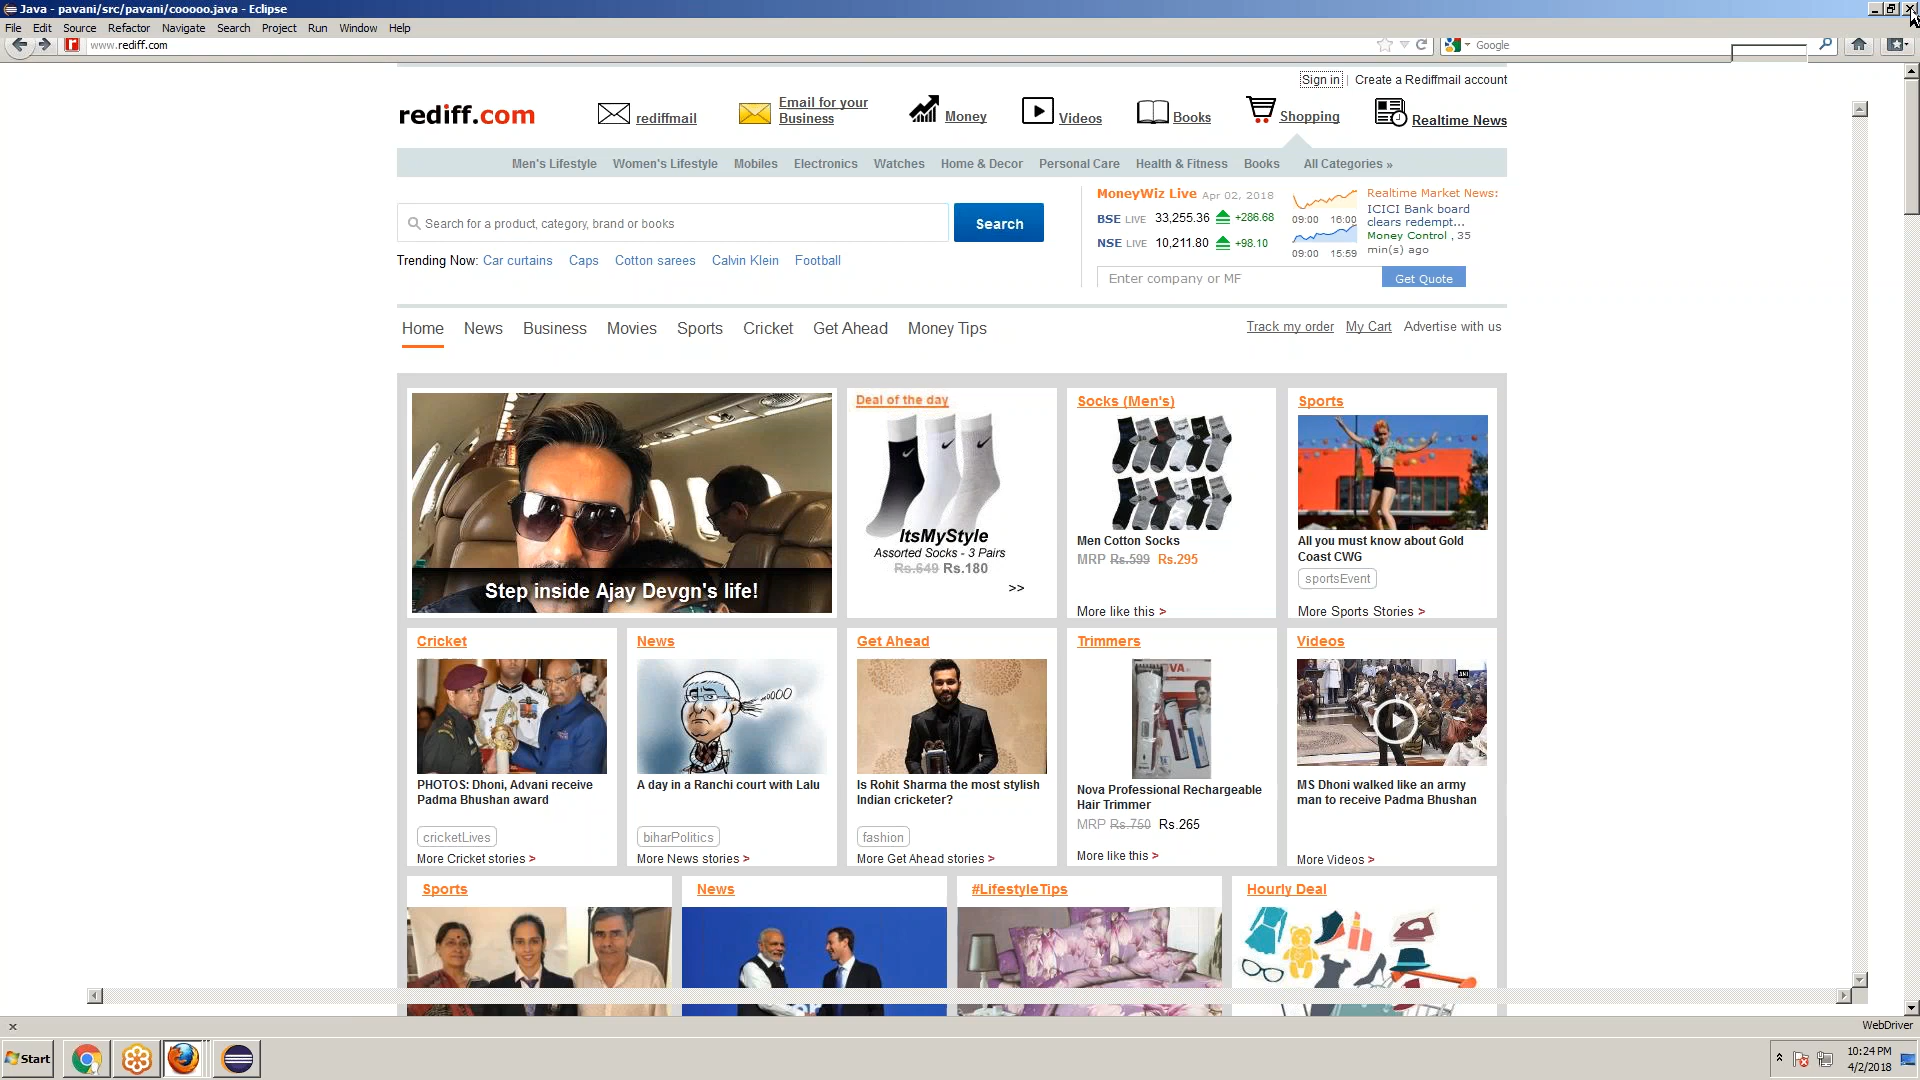 Java - pavani/src/pavani/cooooo.java - Eclipse
File Edit Source Refactor Navigate Search Project Run Window Help
www.rediff.com
Google
Sign in | Create a Rediffmail account
rediff.com
rediffmail
Email for your
Business
Money
Videos
Books
Shopping
Realtime News
Men's Lifestyle Women's Lifestyle Mobiles Electronics Watches Home & Decor Personal Care Health & Fitness Books All Categories »
Search for a product, category, brand or books
Search
Trending Now: Car curtains Caps Cotton sarees Calvin Klein Football
MoneyWiz Live Apr 02, 2018
BSE LIVE 33,255.36 +286.68
NSE LIVE 10,211.80 +98.10
09:00 16:00
09:00 15:59
Realtime Market News:
ICICI Bank board
clears redempt...
Money Control , 35
min(s) ago
Enter company or MF
Get Quote
Home News Business Movies Sports Cricket Get Ahead Money Tips
Track my order My Cart Advertise with us
Step inside Ajay Devgn's life!
Deal of the day
ItsMyStyle
Assorted Socks - 3 Pairs
Rs.649 Rs.180
>>
Socks (Men's)
Men Cotton Socks
MRP Rs.599 Rs.295
More like this >
Sports
All you must know about Gold
Coast CWG
sportsEvent
More Sports Stories >
Cricket
PHOTOS: Dhoni, Advani receive
Padma Bhushan award
cricketLives
More Cricket stories >
News
A day in a Ranchi court with Lalu
biharPolitics
More News stories >
Get Ahead
Is Rohit Sharma the most stylish
Indian cricketer?
fashion
More Get Ahead stories >
Trimmers
NOVA
Nova Professional Rechargeable
Hair Trimmer
MRP Rs.750 Rs.265
More like this >
Videos
ANI
MS Dhoni walked like an army
man to receive Padma Bhushan
More Videos >
Sports
News
#LifestyleTips
Hourly Deal
WebDriver
Start
10:24 PM
4/2/2018